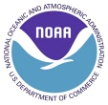 NATIONAL OCEANIC AND ATMOSPHERIC ADMINISTRATION
NOAA
U.S. DEPARTMENT OF COMMERCE